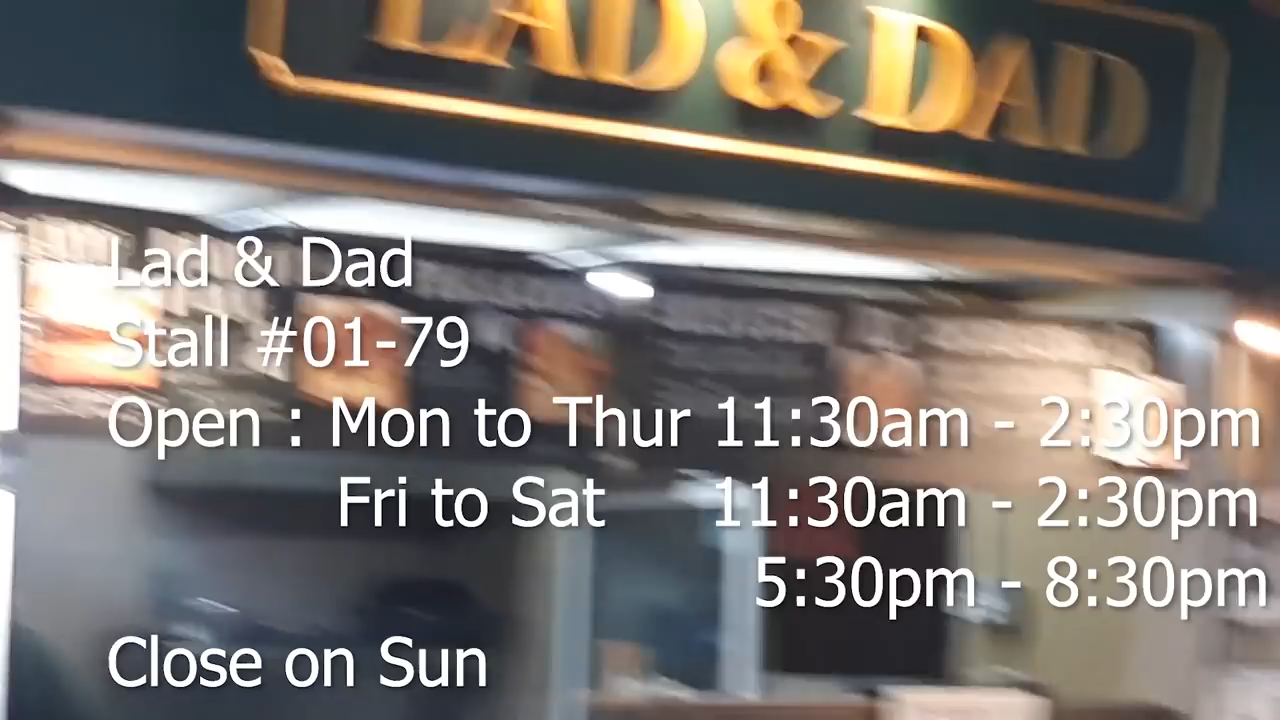 LAD & DAD
Lad & Dad
Stall #01-79
Open : Mon to Thur 11:30am - 2:30pm
Fri to Sat 11:30am - 2:30pm
5:30pm - 8:30pm
Close on Sun